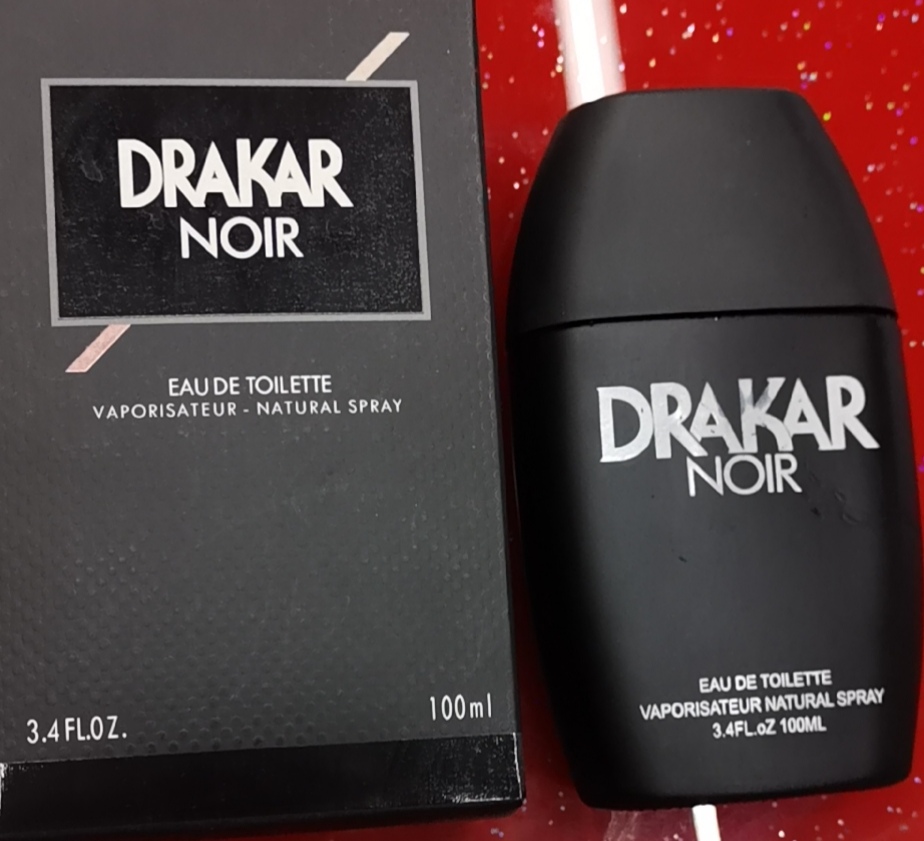 DRAKAR
NOIR
EAU DE TOILETTE
VAPORISATEUR - NATURAL SPRAY
3.4 FL.OZ.
100ml
DRAKAR
NOIR
EAU DE TOILETTE
VAPORISATEUR NATURAL SPRAY
3.4FL.oZ 100ML